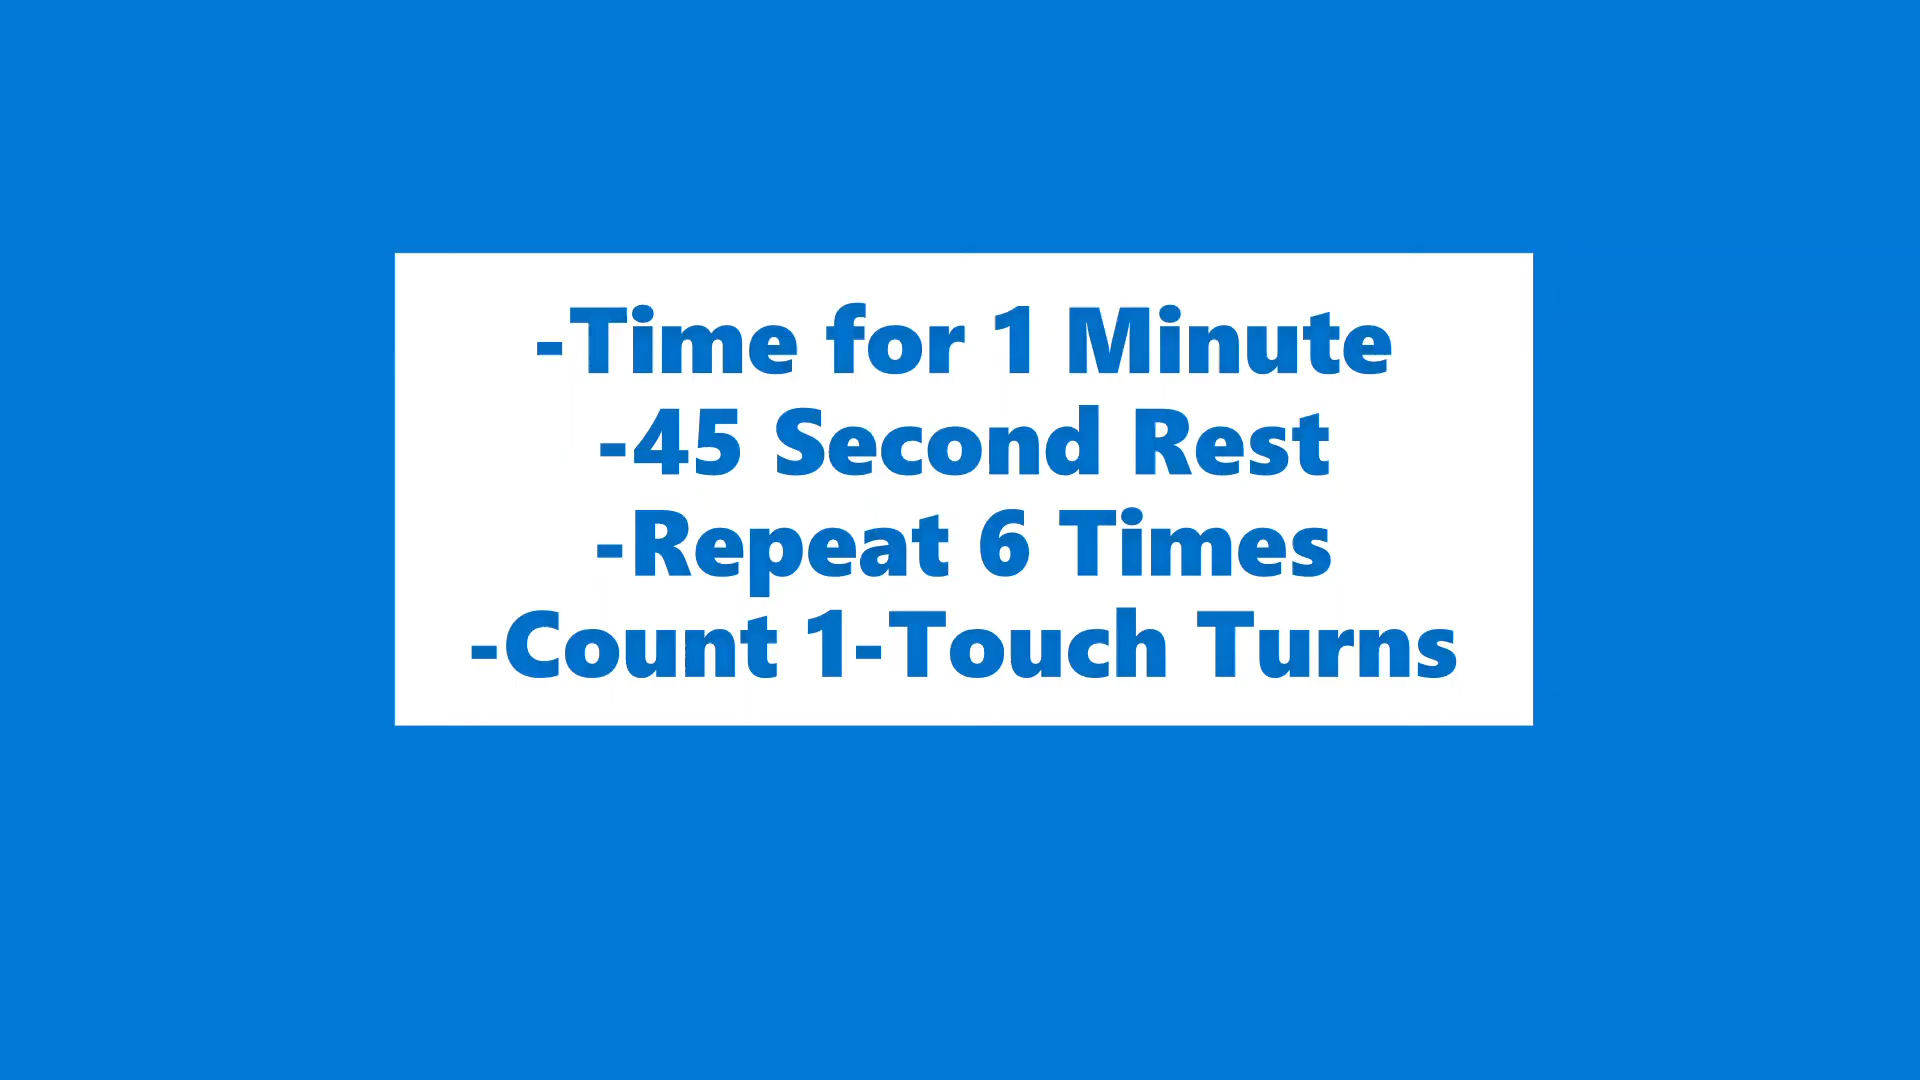 -Time for 1 Minute
-45 Second Rest
-Repeat 6 Times
-Count 1-Touch Turns